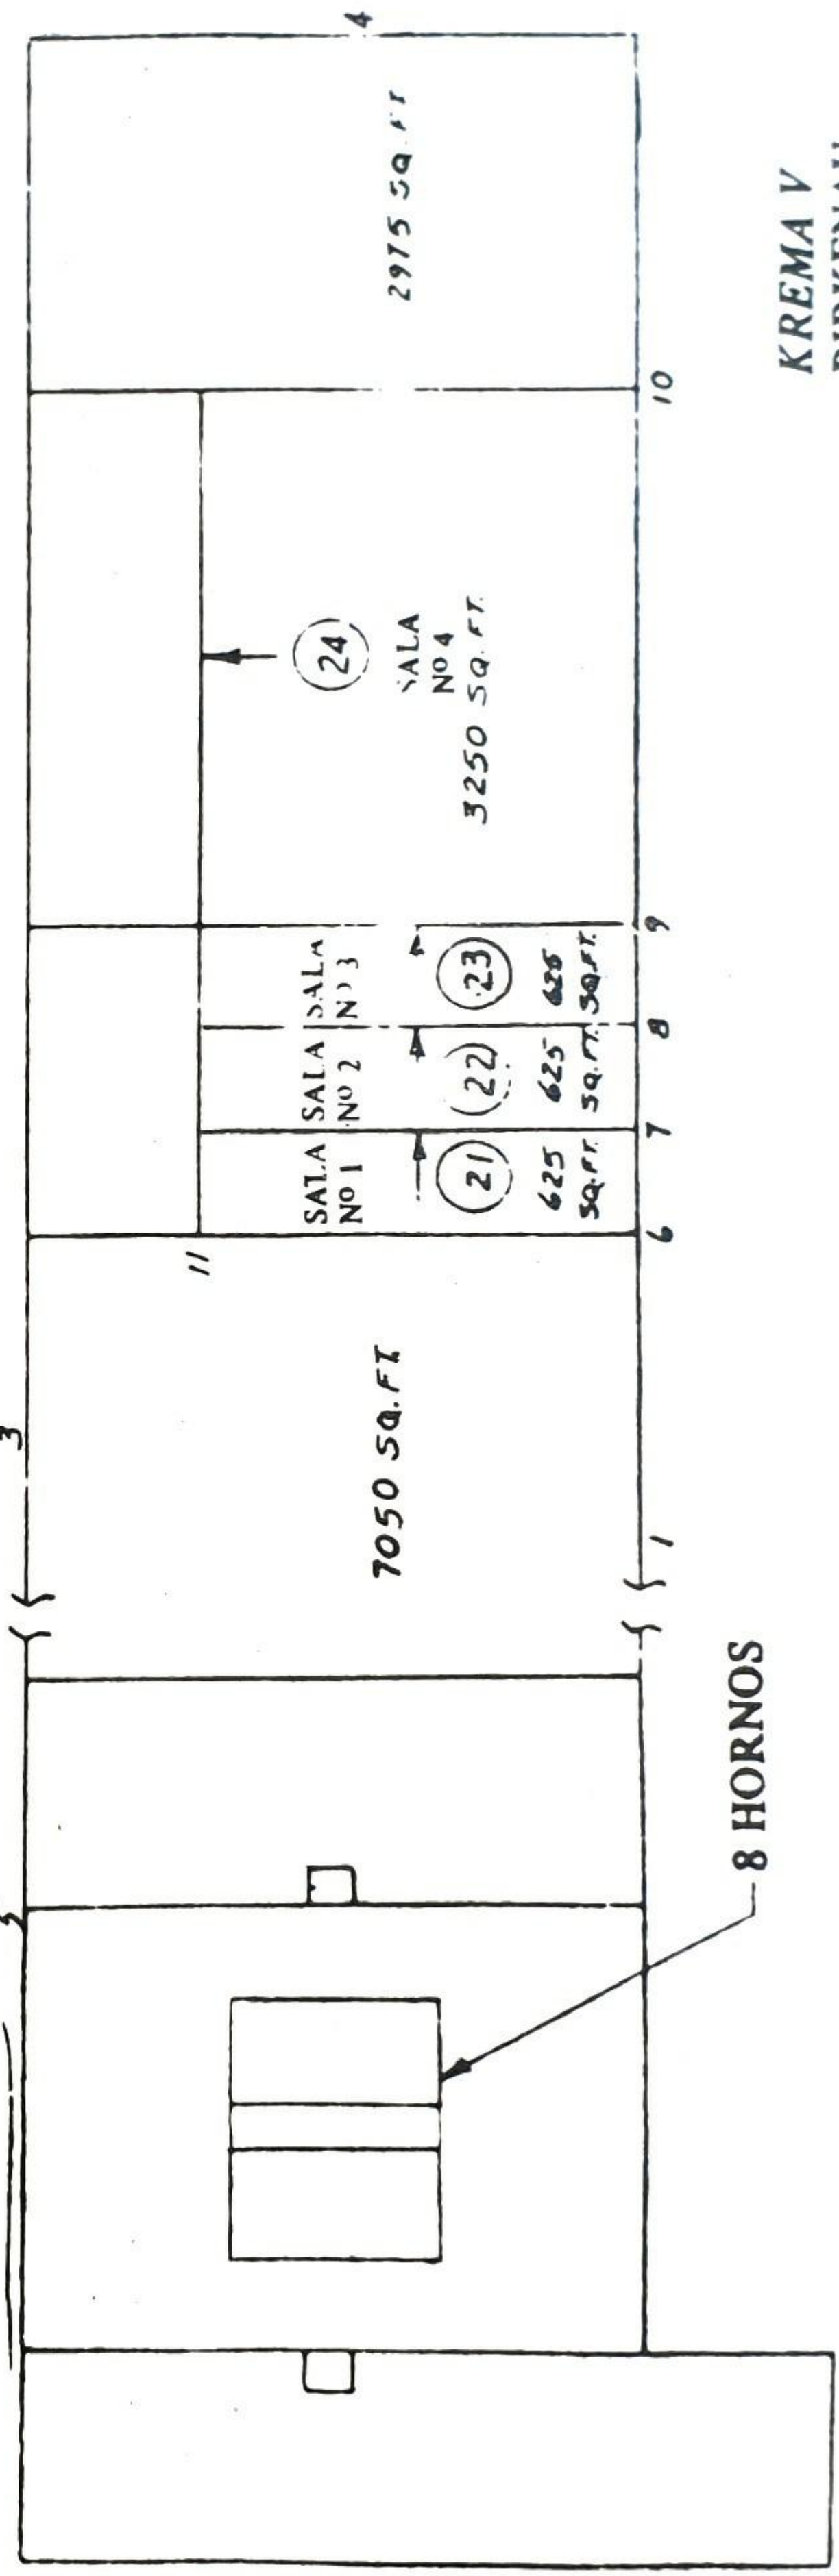 3
5
4
11
7050 SQ. FT
2975 SQ. FT
SALA
Nº 1
SALA
Nº 2
SALA
Nº 3
SALA
Nº 4
21
22
23
24
625
SQ. FT.
625
SQ. FT.
625
SQ. FT.
3250 SQ. FT.
1
6
7
8
9
10
8 HORNOS
KREMA V